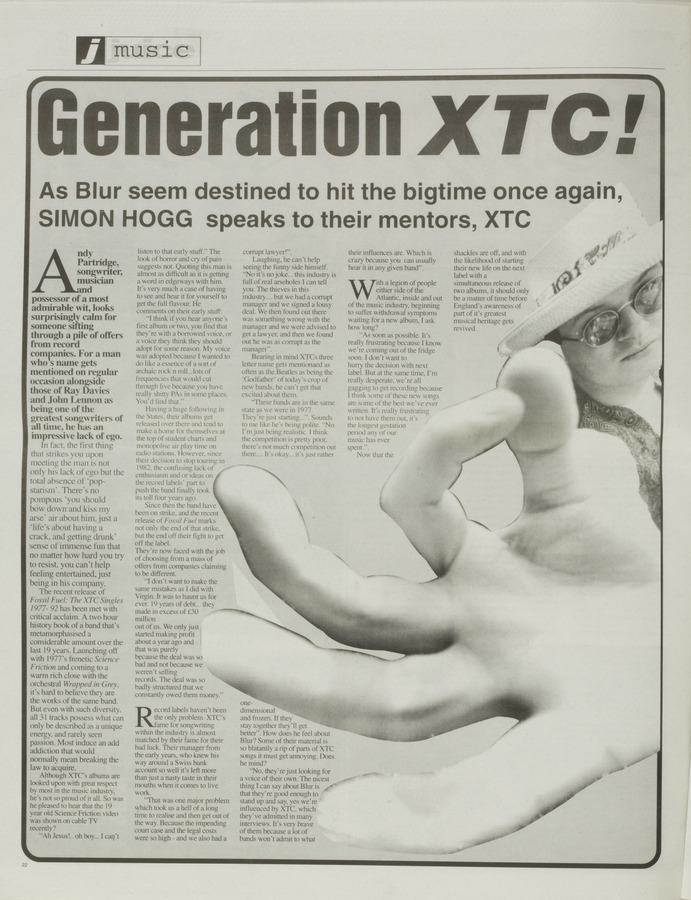 j music
Generation XTC!
As Blur seem destined to hit the bigtime once again,
SIMON HOGG speaks to their mentors, XTC
Andy
Partridge,
songwriter,
musician
and
possessor of a most
admirable wit, looks
surprisingly calm for
someone sifting
through a pile of offers
from record
companies. For a man
who's name gets
mentioned on regular
occasion alongside
those of Ray Davies
and John Lennon as
being one of the
greatest songwriters of
all time, he has an
impressive lack of ego.
In fact, the first thing
that strikes you upon
meeting the man is not
only his lack of ego but the
total absence of 'pop-
starism'. There's no
pompous 'you should
bow down and kiss my
arse' air about him, just a
'life's about having a
crack, and getting drunk'
sense of immense fun that
no matter how hard you try
to resist, you can't help
feeling entertained, just
being in his company.
The recent release of
Fossil Fuel: The XTC Singles
1977- 92 has been met with
critical acclaim. A two hour
history book of a band that's
metamorphasised a
considerable amount over the
last 19 years. Launching off
with 1977's frenetic Science
Friction and coming to a
warm rich close with the
orchestral Wrapped in Grey,
it's hard to believe they are
the works of the same band.
But even with such diversity,
all 31 tracks possess what can
only be described as a unique
energy, and rarely seen
passion. Most induce an add
addiction that would
normally mean breaking the
law to acquire.
Although XTC's albums are
looked upon with great respect
by most in the music industry,
he's not so proud of it all. So was
he pleased to hear that the 19
year old Science Friction video
was shown on cable TV
recently?
"Ah Jesus!.. oh boy... I can't
listen to that early stuff." The
look of horror and cry of pain
suggests not. Quoting this man is
almost as difficult as it is getting
a word in edgeways with him.
It's very much a case of having
to see and hear it for yourself to
get the full flavour. He
comments on their early stuff:
"I think if you hear anyone's
first album or two, you find that
they're with a borrowed voice, or
a voice they think they should
adopt for some reason. My voice
was adopted because I wanted to
do like a essence of a sort of
archaic rock n roll, lots of
frequencies that would cut
through live because you have
really shitty PAs in some places.
You'd find that."
Having a huge following in
the States, their albums get
released over there and tend to
make a home for themselves at
the top of student charts and
monopolise air play time on
radio stations. However, since
their decision to stop touring in
1982, the confusing lack of
enthusiasm and or ideas on
the record labels' part to
push the band finally took
its toll four years ago.
Since then the band have
been on strike, and the recent
release of Fossil Fuel marks
not only the end of that strike,
but the end off their fight to get
off the label.
They're now faced with the job
of choosing from a mass of
offers from companies claiming
to be different.
"I don't want to make the
same mistakes as I did with
Virgin. It was to haunt us for
ever. 19 years of debt... they
made in excess of £30
million
out of us. We only just
started making profit
about a year ago and
that was purely
because the deal was so
bad and not because we
weren't selling
records. The deal was so
badly structured that we
constantly owed them money."
Record labels haven't been
the only problem. XTC's
fame for songwriting
within the industry is almost
matched by their fame for their
bad luck. Their manager from
the early years, who knew his
way around a Swiss bank
account so well it's left more
than just a nasty taste in their
mouths when it comes to live
work.
"That was one major problem
which took us a hell of a long
time to realise and then get out of
the way. Because the impending
court case and the legal costs
were so high - and we also had a
corrupt lawyer!".
Laughing, he can't help
seeing the funny side himself.
"No it's no joke... this industry is
full of real arseholes I can tell
you. The thieves in this
industry.... but we had a corrupt
manager and we signed a lousy
deal. We then found out there
was something wrong with the
manager and we were advised to
get a lawyer, and then we found
out he was as corrupt as the
manager".
Bearing in mind XTC's three
letter name gets mentioned as
often as the Beatles as being the
'Godfather' of today's crop of
new bands, he can't get that
excited about them.
"These bands are in the same
state as we were in 1977.
They're just starting...". Sounds
to me like he's being polite. "No
I'm just being realistic. I think
the competition is pretty poor,
there's not much competition out
there.... It's okay... it's just rather
one-
dimensional
and frozen. If they
stay together they'll get
better". How does he feel about
Blur? Some of their material is
so blatantly a rip of parts of XTC
songs it must get annoying. Does
he mind?
"No, they're just looking for
a voice of their own. The nicest
thing I can say about Blur is
that they're good enough to
stand up and say, yes we're
influenced by XTC, which
they've admitted in many
interviews. It's very brave
of them because a lot of
bands won't admit to what
their influences are. Which is
crazy because you can usually
hear it in any given band".
With a legion of people
either side of the
Atlantic, inside and out
of the music industry, beginning
to suffer withdrawal symptoms
waiting for a new album, I ask
how long?
"As soon as possible. It's
really frustrating because I know
we're coming out of the fridge
soon. I don't want to
hurry the decision with next
label. But at the same time, I'm
really desperate, we're all
gagging to get recording because
I think some of these new songs
are some of the best we've ever
written. It's really frustrating
to not have them out, it's
the longest gestation
period any of our
music has ever
spent."
Now that the
shackles are off, and with
the likelihood of starting
their new life on the next
label with a
simultaneous release of
two albums, it should only
be a matter of time before
England's awareness of
part of it's greatest
musical heritage gets
revived.
22